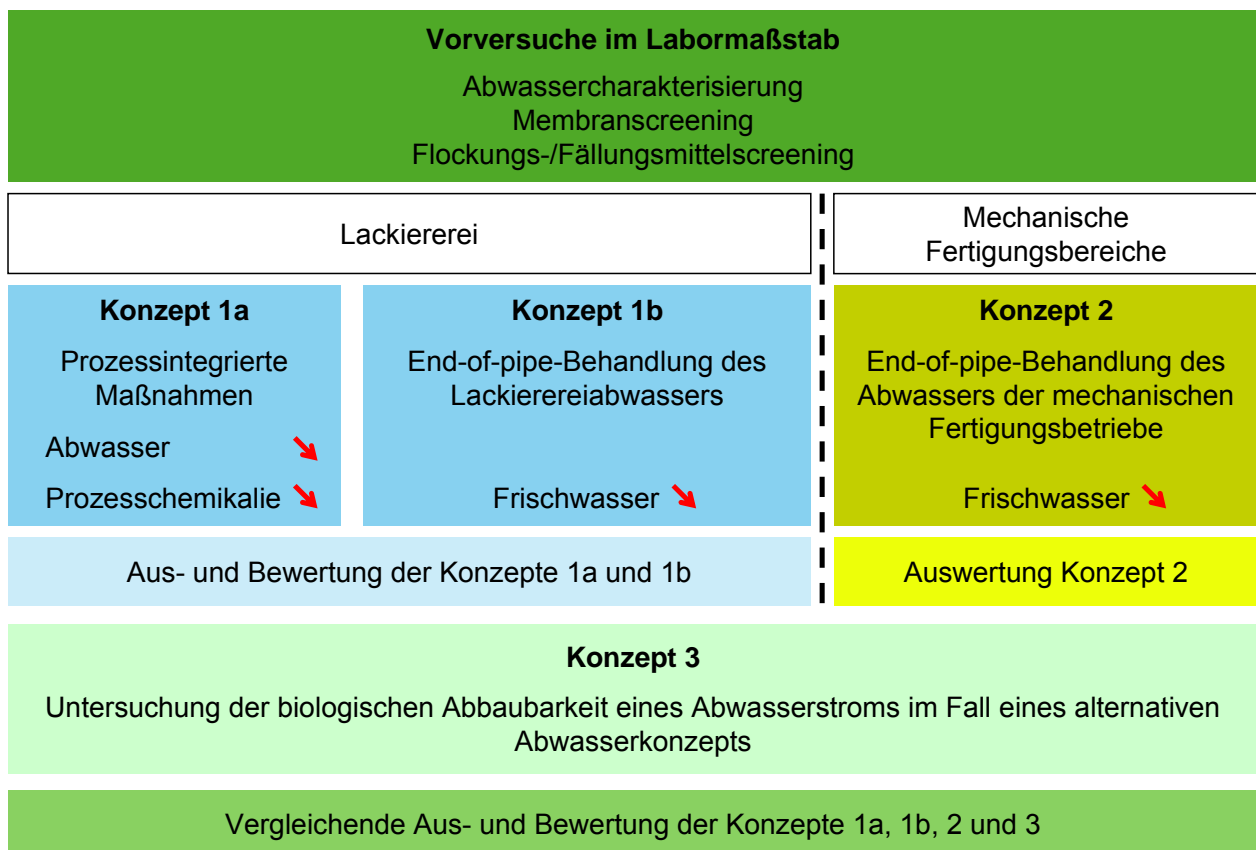 Vorversuche im Labormaßstab
Abwassercharakterisierung
Membranscreening
Flockungs-/Fällungsmittelscreening
Lackiererei
Mechanische
Fertigungsbereiche
Konzept 1a
Prozessintegrierte
Maßnahmen
Abwasser
Prozesschemikalie
Konzept 1b
End-of-pipe-Behandlung des
Lackierereiabwassers
Frischwasser
Konzept 2
End-of-pipe-Behandlung des
Abwassers der mechanischen
Fertigungsbetriebe
Frischwasser
Aus- und Bewertung der Konzepte 1a und 1b
Auswertung Konzept 2
Konzept 3
Untersuchung der biologischen Abbaubarkeit eines Abwasserstroms im Fall eines alternativen
Abwasserkonzepts
Vergleichende Aus- und Bewertung der Konzepte 1a, 1b, 2 und 3